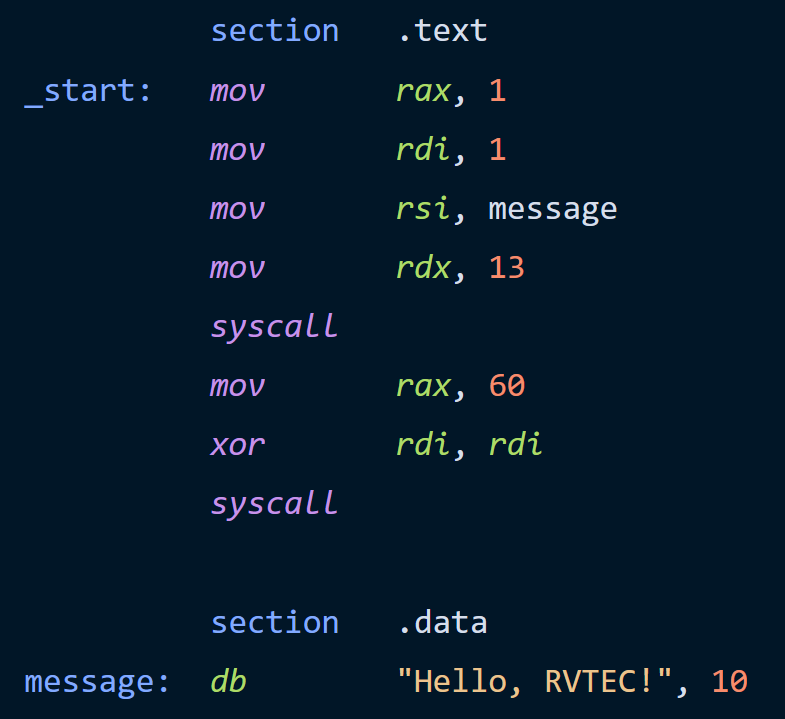 section .text
_start: mov rax, 1
mov rdi, 1
mov rsi, message
mov rdx, 13
syscall
mov rax, 60
xor rdi, rdi
syscall
section .data
message: db "Hello, RVTEC!", 10